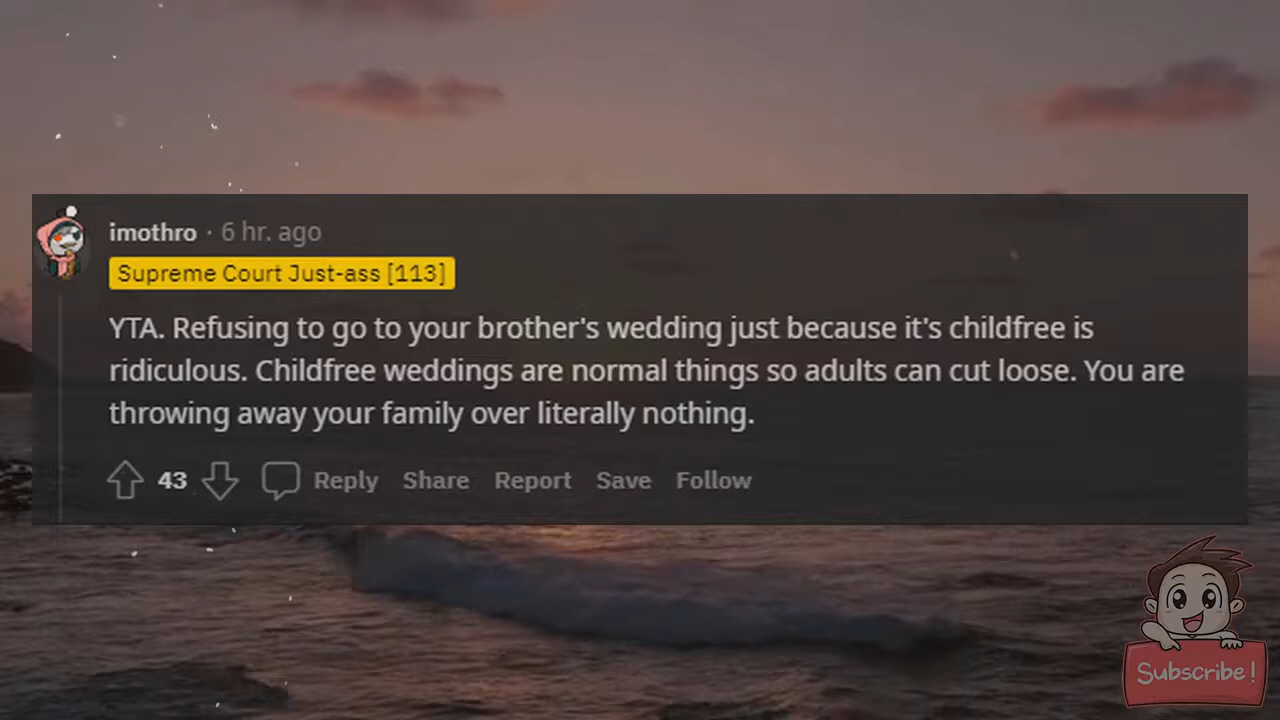 imothro · 6 hr. ago
Supreme Court Just-ass [113]
YTA. Refusing to go to your brother's wedding just because it's childfree is
ridiculous. Childfree weddings are normal things so adults can cut loose. You are
throwing away your family over literally nothing.
43 Reply Share Report Save Follow
Subscribe!